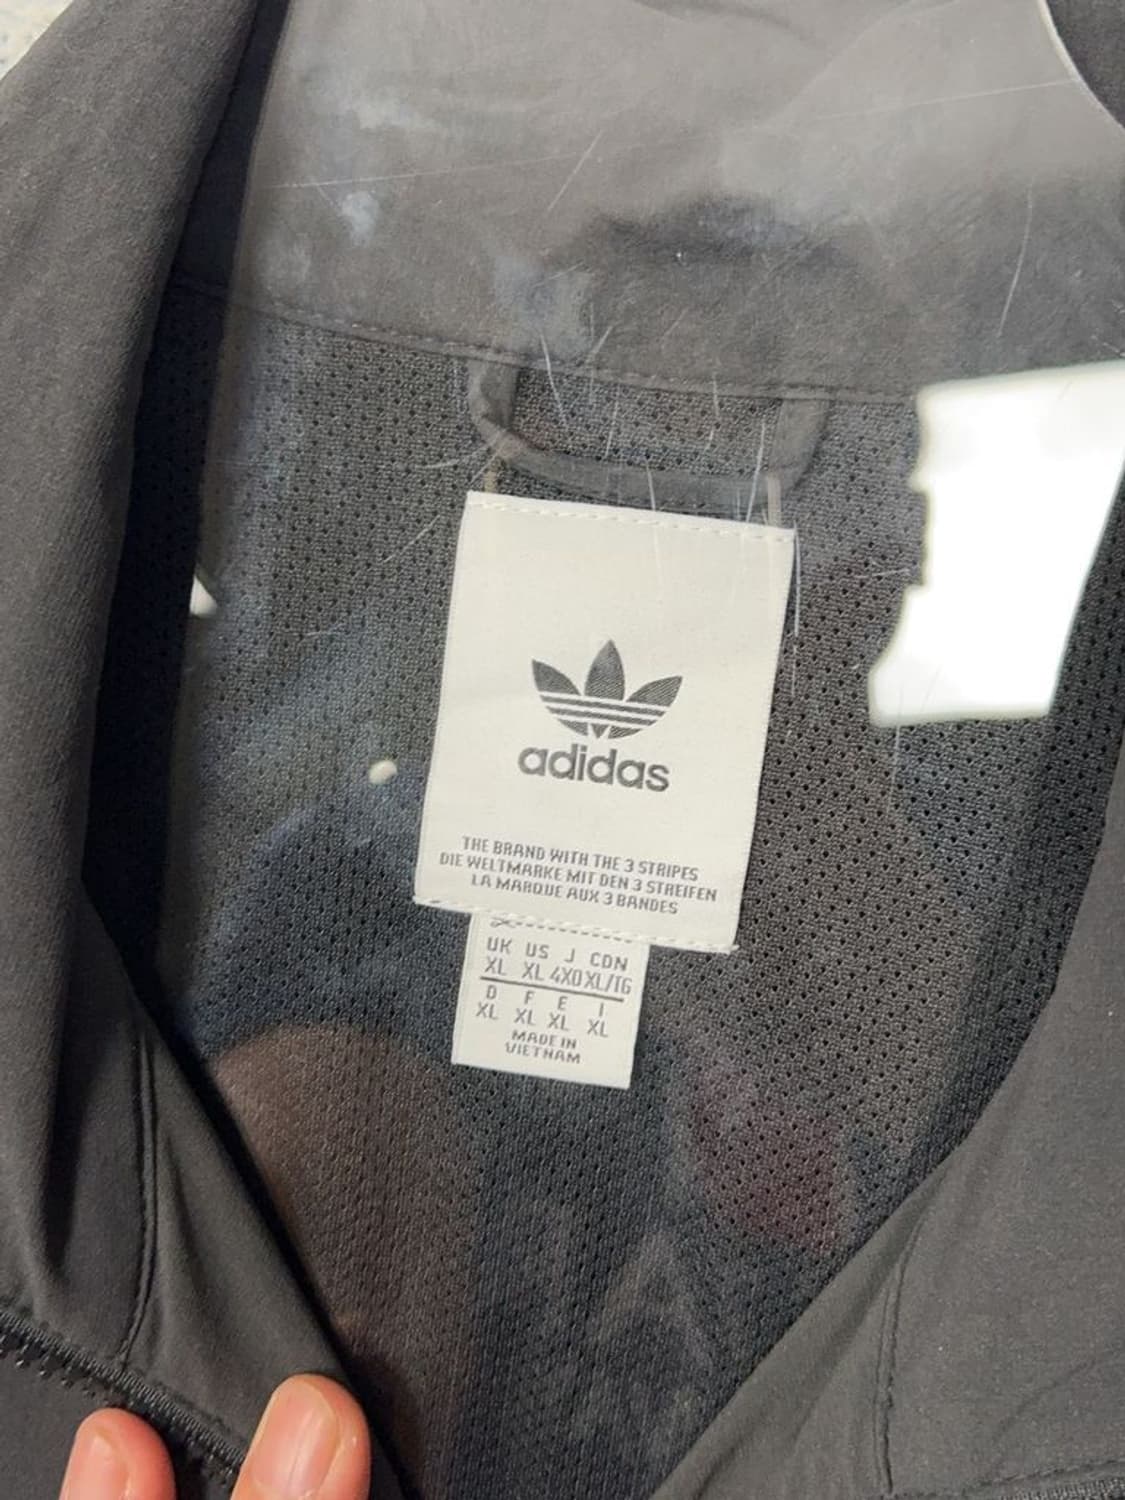 adidas
THE BRAND WITH THE 3 STRIPES
DIE WELTMARKE MIT DEN 3 STREIFEN
LA MARQUE AUX 3 BANDES
UK US J CDN
XL XL 4XO XL/TG
D F E I
XL XL XL XL
MADE IN
VIETNAM